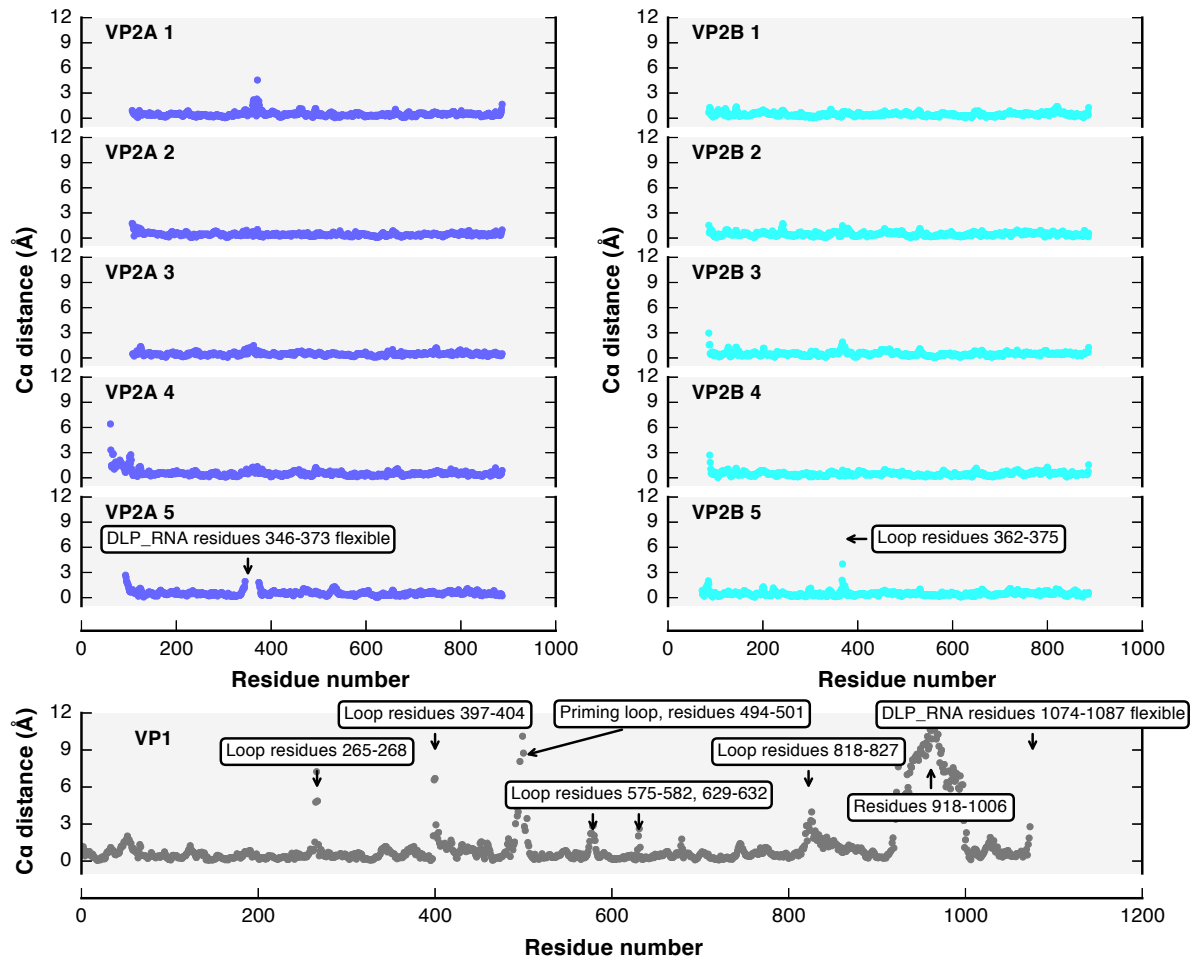 12
9
6
3
0
VP2A 1
12
9
6
3
0
VP2B 1
12
9
6
3
0
VP2A 2
12
9
6
3
0
VP2B 2
12
9
6
3
0
VP2A 3
12
9
6
3
0
VP2B 3
12
9
6
3
0
VP2A 4
12
9
6
3
0
VP2B 4
12
9
6
3
0
VP2A 5
DLP_RNA residues 346-373 flexible
12
9
6
3
0
VP2B 5
Loop residues 362-375
Cα distance (Å)
Cα distance (Å)
0 200 400 600 800 1000
Residue number
0 200 400 600 800 1000
Residue number
12
9
6
3
0
Cα distance (Å)
VP1
Loop residues 265-268
Loop residues 397-404
Priming loop, residues 494-501
Loop residues 575-582, 629-632
Loop residues 818-827
DLP_RNA residues 1074-1087 flexible
Residues 918-1006
0 200 400 600 800 1000 1200
Residue number